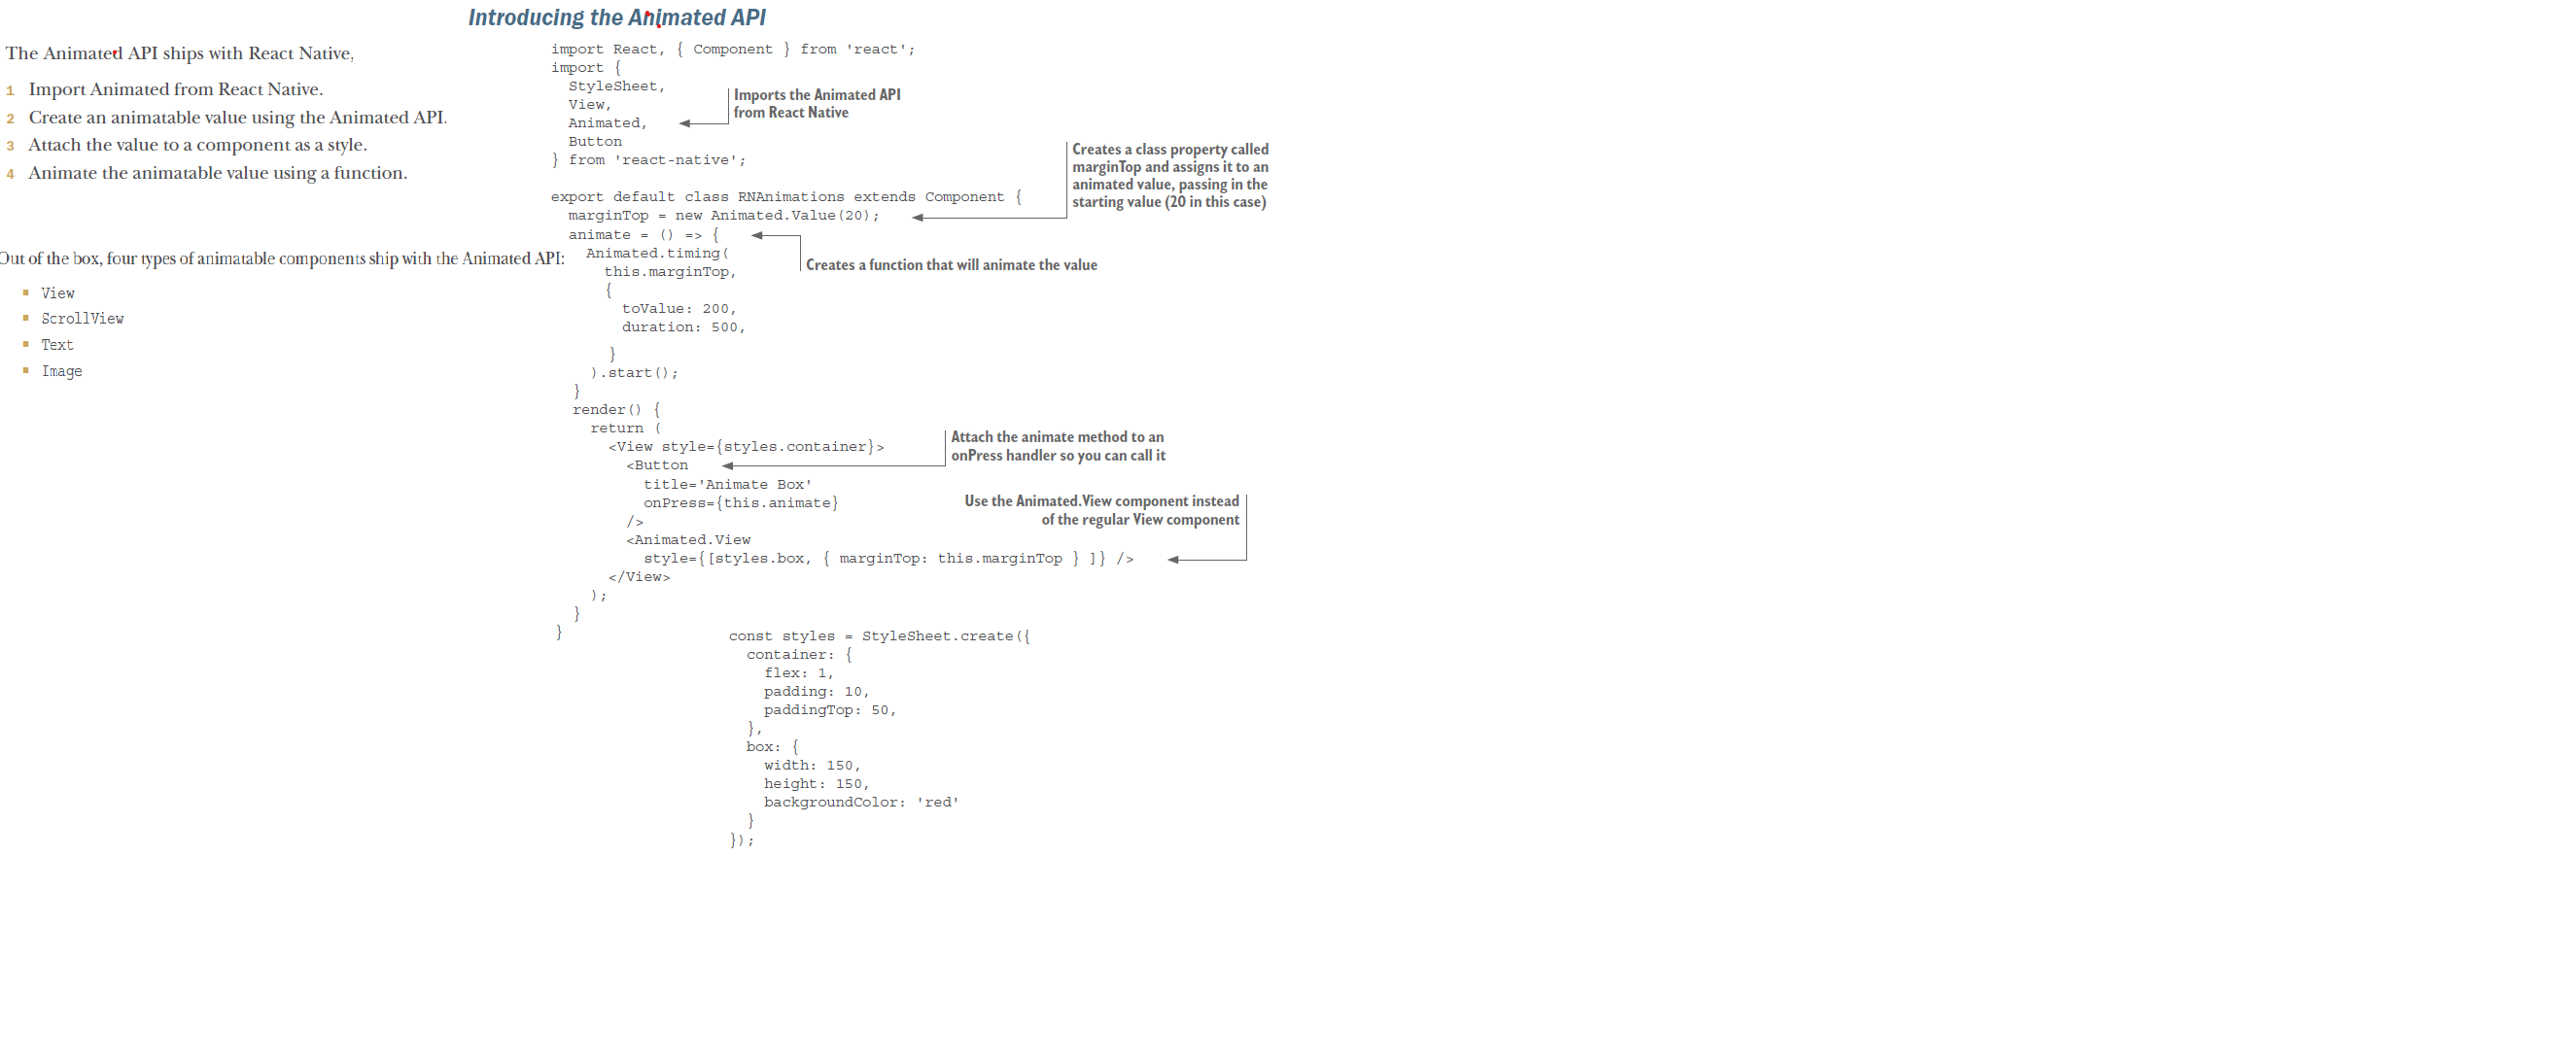 Introducing the Animated API
The Animated API ships with React Native,
1 Import Animated from React Native.
2 Create an animatable value using the Animated API.
3 Attach the value to a component as a style.
4 Animate the animatable value using a function.
Out of the box, four types of animatable components ship with the Animated API:
▪ View
▪ ScrollView
▪ Text
▪ Image
import React, { Component } from 'react';
import {
  StyleSheet,
  View,
  Animated,
  Button
} from 'react-native';
Imports the Animated API
from React Native
export default class RNAnimations extends Component {
  marginTop = new Animated.Value(20);
Creates a class property called
marginTop and assigns it to an
animated value, passing in the
starting value (20 in this case)
  animate = () => {
    Animated.timing(
      this.marginTop,
      {
        toValue: 200,
        duration: 500,
      }
    ).start();
  }
Creates a function that will animate the value
  render() {
    return (
      <View style={styles.container}>
        <Button
          title='Animate Box'
          onPress={this.animate}
        />
        <Animated.View
          style={[styles.box, { marginTop: this.marginTop } ]} />
      </View>
    );
  }
}
Attach the animate method to an
onPress handler so you can call it
Use the Animated.View component instead
of the regular View component
const styles = StyleSheet.create({
  container: {
    flex: 1,
    padding: 10,
    paddingTop: 50,
  },
  box: {
    width: 150,
    height: 150,
    backgroundColor: 'red'
  }
});